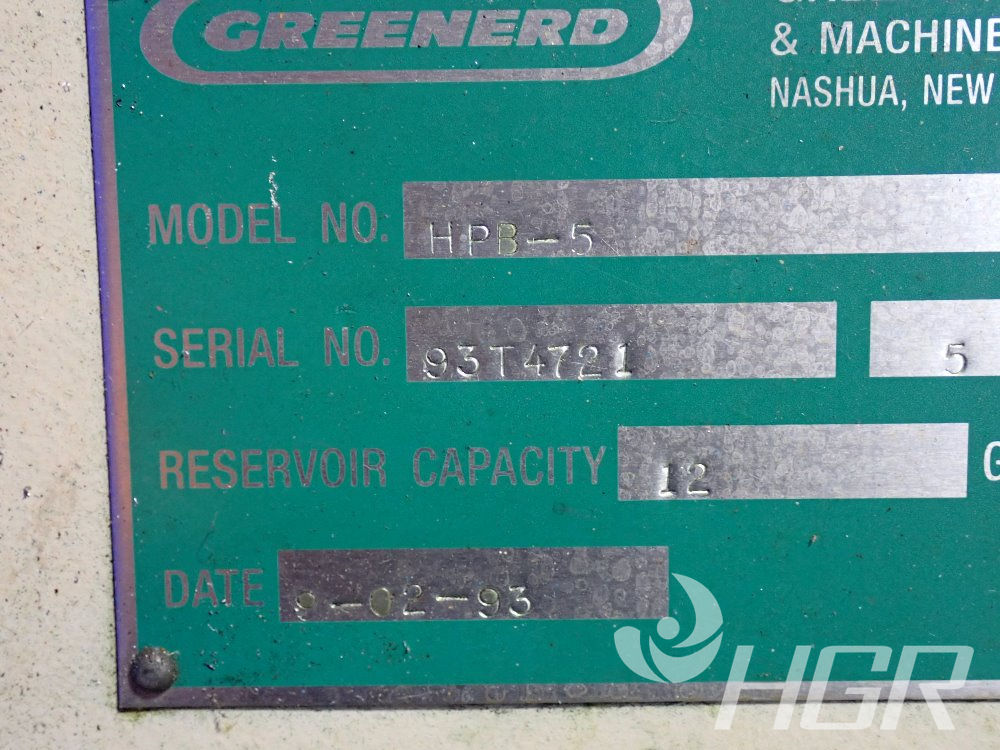 GREENERD
& MACHINE
NASHUA, NEW
MODEL NO. HPB-5
SERIAL NO. 93T4721 5
RESERVOIR CAPACITY 12 G
DATE -02-93
HGR